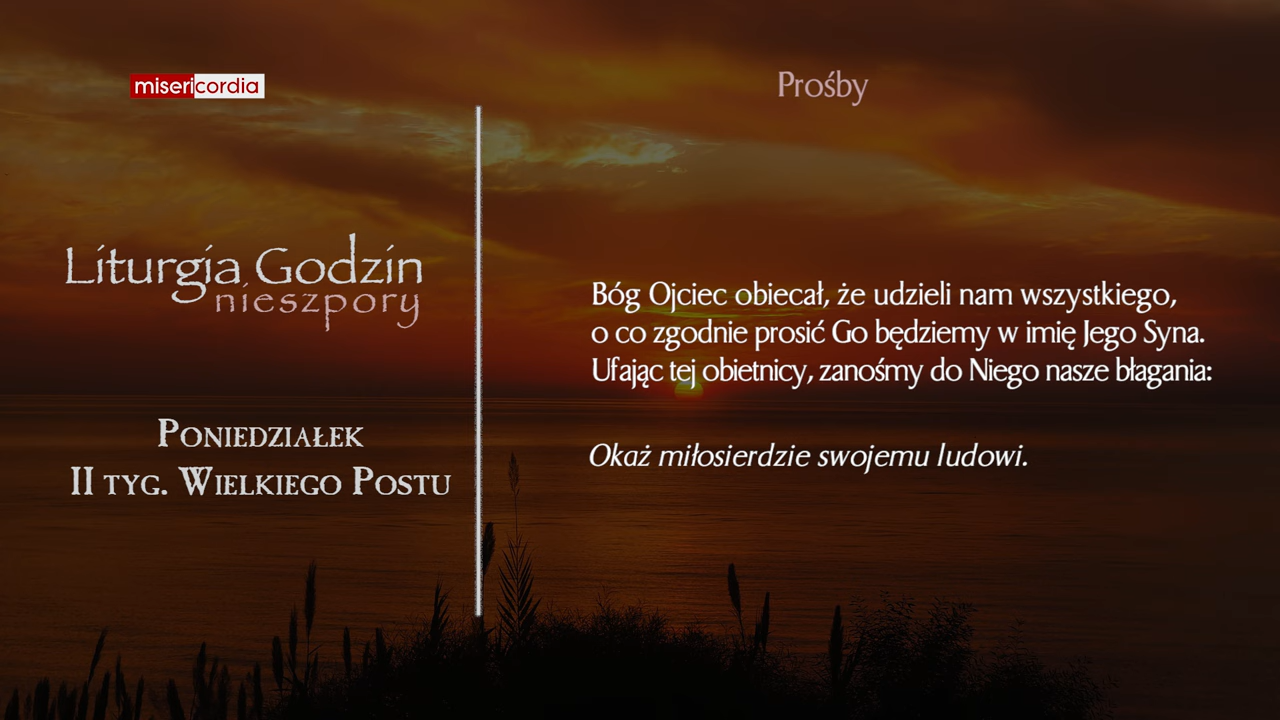 misericordia
Liturgia Godzin
nieszpory
Poniedziałek
II tyg. Wielkiego Postu
Prośby
Bóg Ojciec obiecał, że udzieli nam wszystkiego,
o co zgodnie prosić Go będziemy w imię Jego Syna.
Ufając tej obietnicy, zanośmy do Niego nasze błagania:
Okaż miłosierdzie swojemu ludowi.